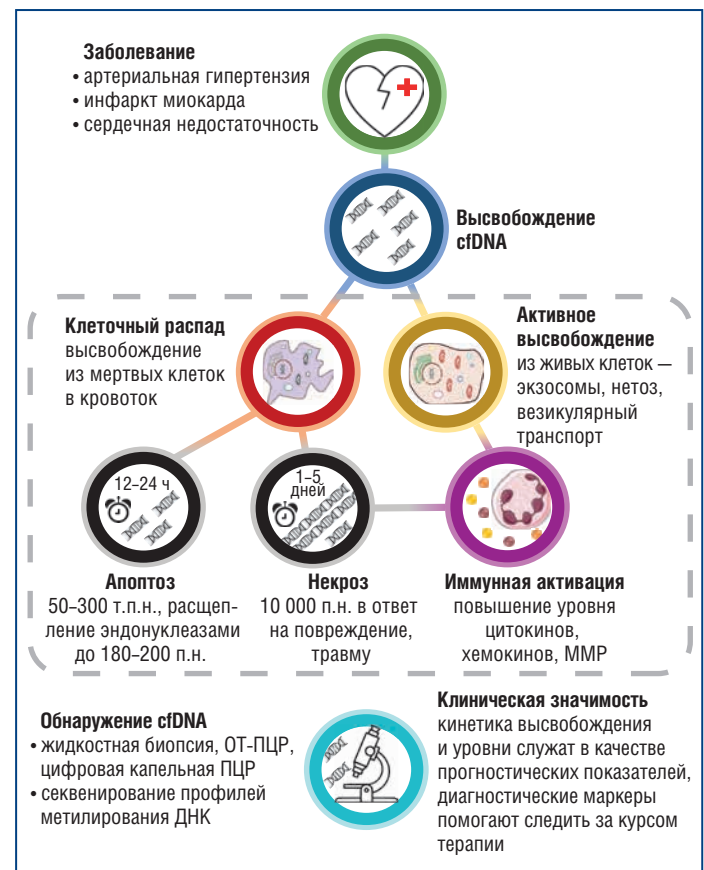 Заболевание
• артериальная гипертензия
• инфаркт миокарда
• сердечная недостаточность
Высвобождение
cfDNA
Клеточный распад
высвобождение
из мертвых клеток
в кровоток
Активное
высвобождение
из живых клеток —
экзосомы, нетоз,
везикулярный
транспорт
12–24 ч
1–5
дней
Апоптоз
50–300 т.п.н., расщеп-
ление эндонуклеазами
до 180–200 п.н.
Некроз
10 000 п.н. в ответ
на повреждение,
травму
Иммунная активация
повышение уровня
цитокинов,
хемокинов, ММР
Обнаружение cfDNA
• жидкостная биопсия, ОТ-ПЦР,
цифровая капельная ПЦР
• секвенирование профилей
метилирования ДНК
Клиническая значимость
кинетика высвобождения
и уровни служат в качестве
прогностических показателей,
диагностические маркеры
помогают следить за курсом
терапии